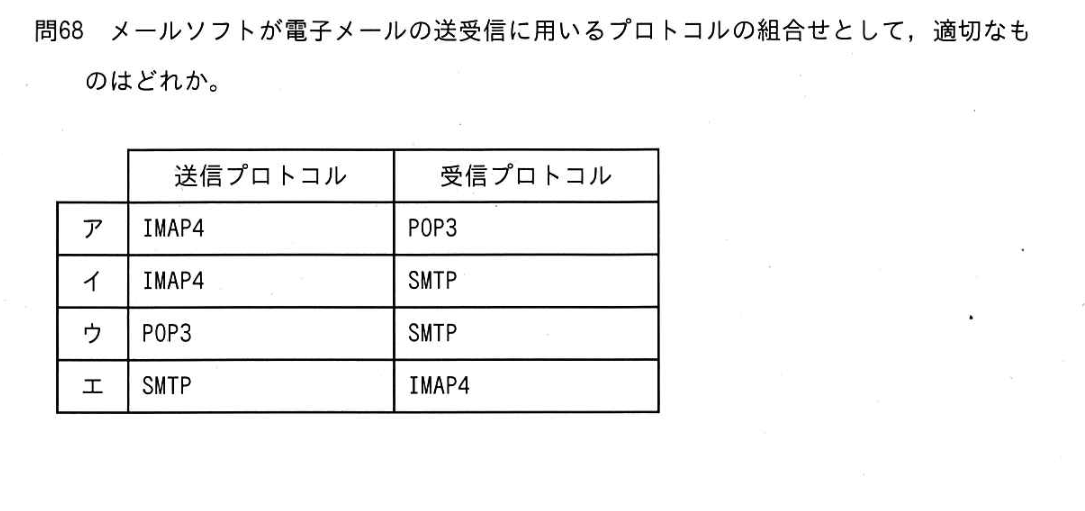 問68 メールソフトが電子メールの送受信に用いるプロトコルの組合せとして，適切なも
のはどれか。
送信プロトコル 受信プロトコル
ア IMAP4 POP3
イ IMAP4 SMTP
ウ POP3 SMTP
エ SMTP IMAP4